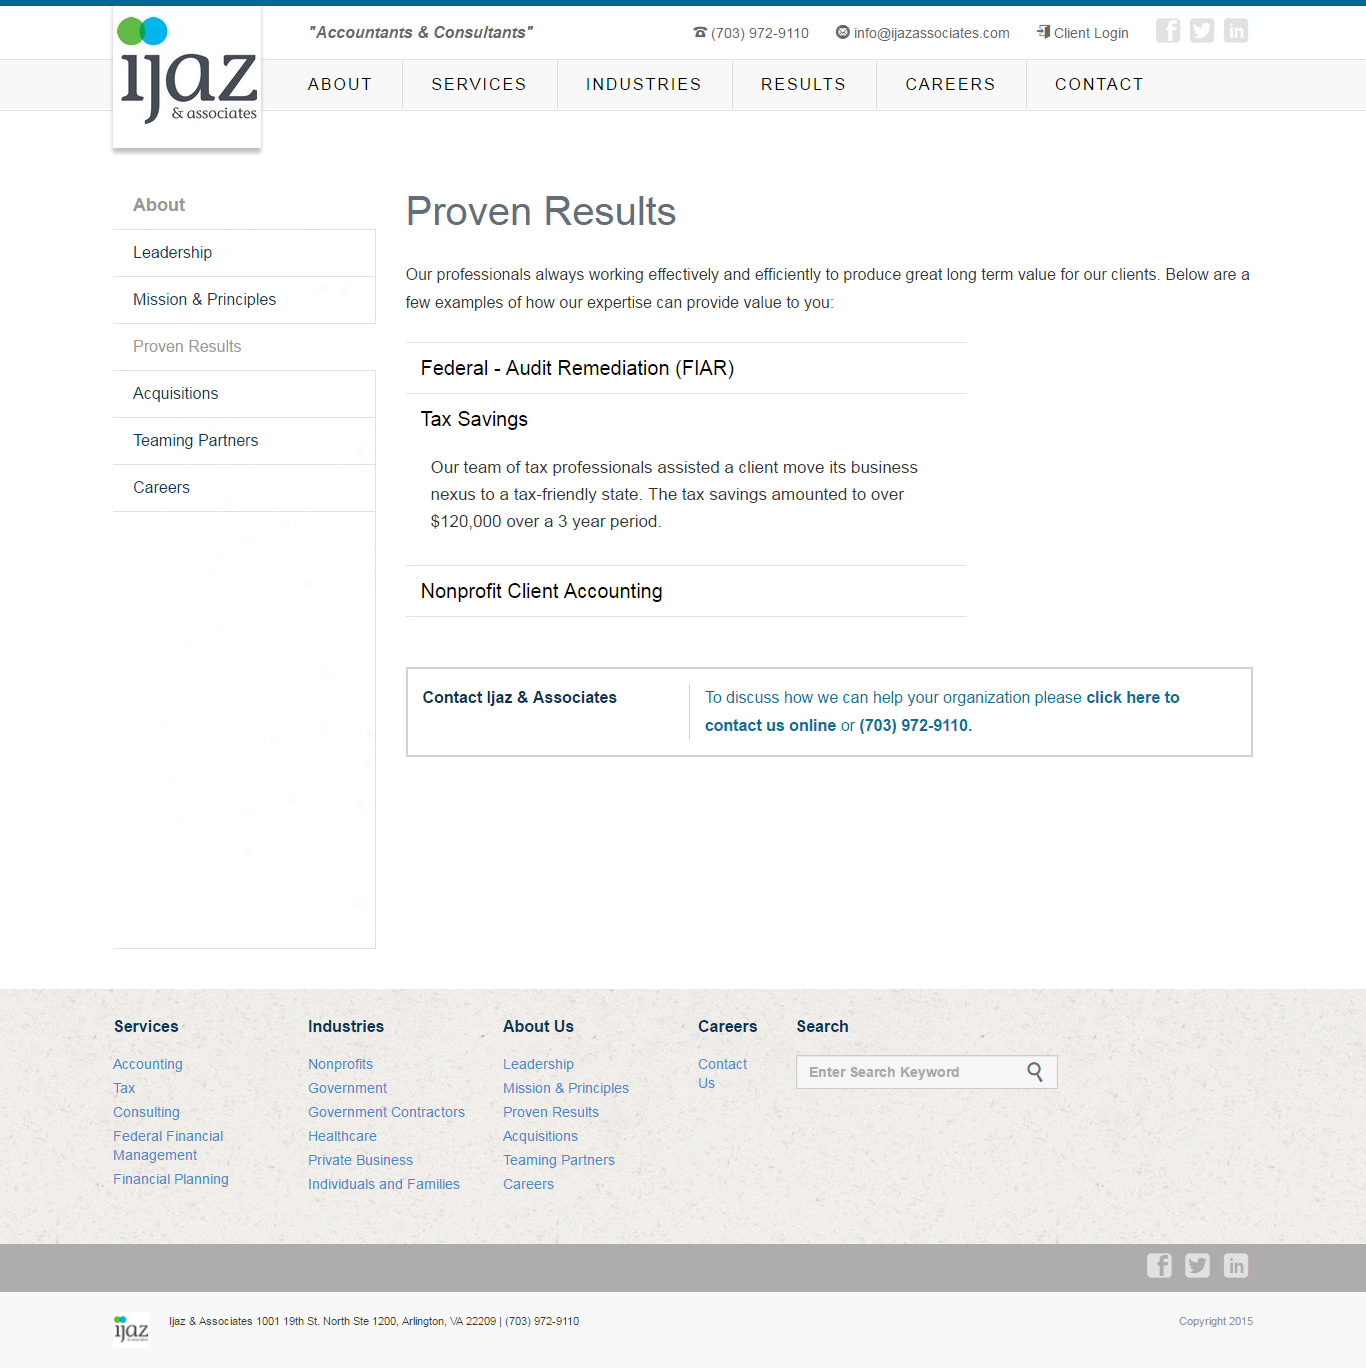 ijaz
& associates
"Accountants & Consultants"
(703) 972-9110
info@ijazassociates.com
Client Login
ABOUT
SERVICES
INDUSTRIES
RESULTS
CAREERS
CONTACT
About
Leadership
Mission & Principles
Proven Results
Acquisitions
Teaming Partners
Careers
Proven Results
Our professionals always working effectively and efficiently to produce great long term value for our clients. Below are a
few examples of how our expertise can provide value to you:
Federal - Audit Remediation (FIAR)
Tax Savings
Our team of tax professionals assisted a client move its business
nexus to a tax-friendly state. The tax savings amounted to over
$120,000 over a 3 year period.
Nonprofit Client Accounting
Contact Ijaz & Associates
To discuss how we can help your organization please click here to
contact us online or (703) 972-9110.
Services
Accounting
Tax
Consulting
Federal Financial
Management
Financial Planning
Industries
Nonprofits
Government
Government Contractors
Healthcare
Private Business
Individuals and Families
About Us
Leadership
Mission & Principles
Proven Results
Acquisitions
Teaming Partners
Careers
Careers
Contact
Us
Search
Enter Search Keyword
ijaz
& associates
Ijaz & Associates 1001 19th St. North Ste 1200, Arlington, VA 22209 | (703) 972-9110
Copyright 2015